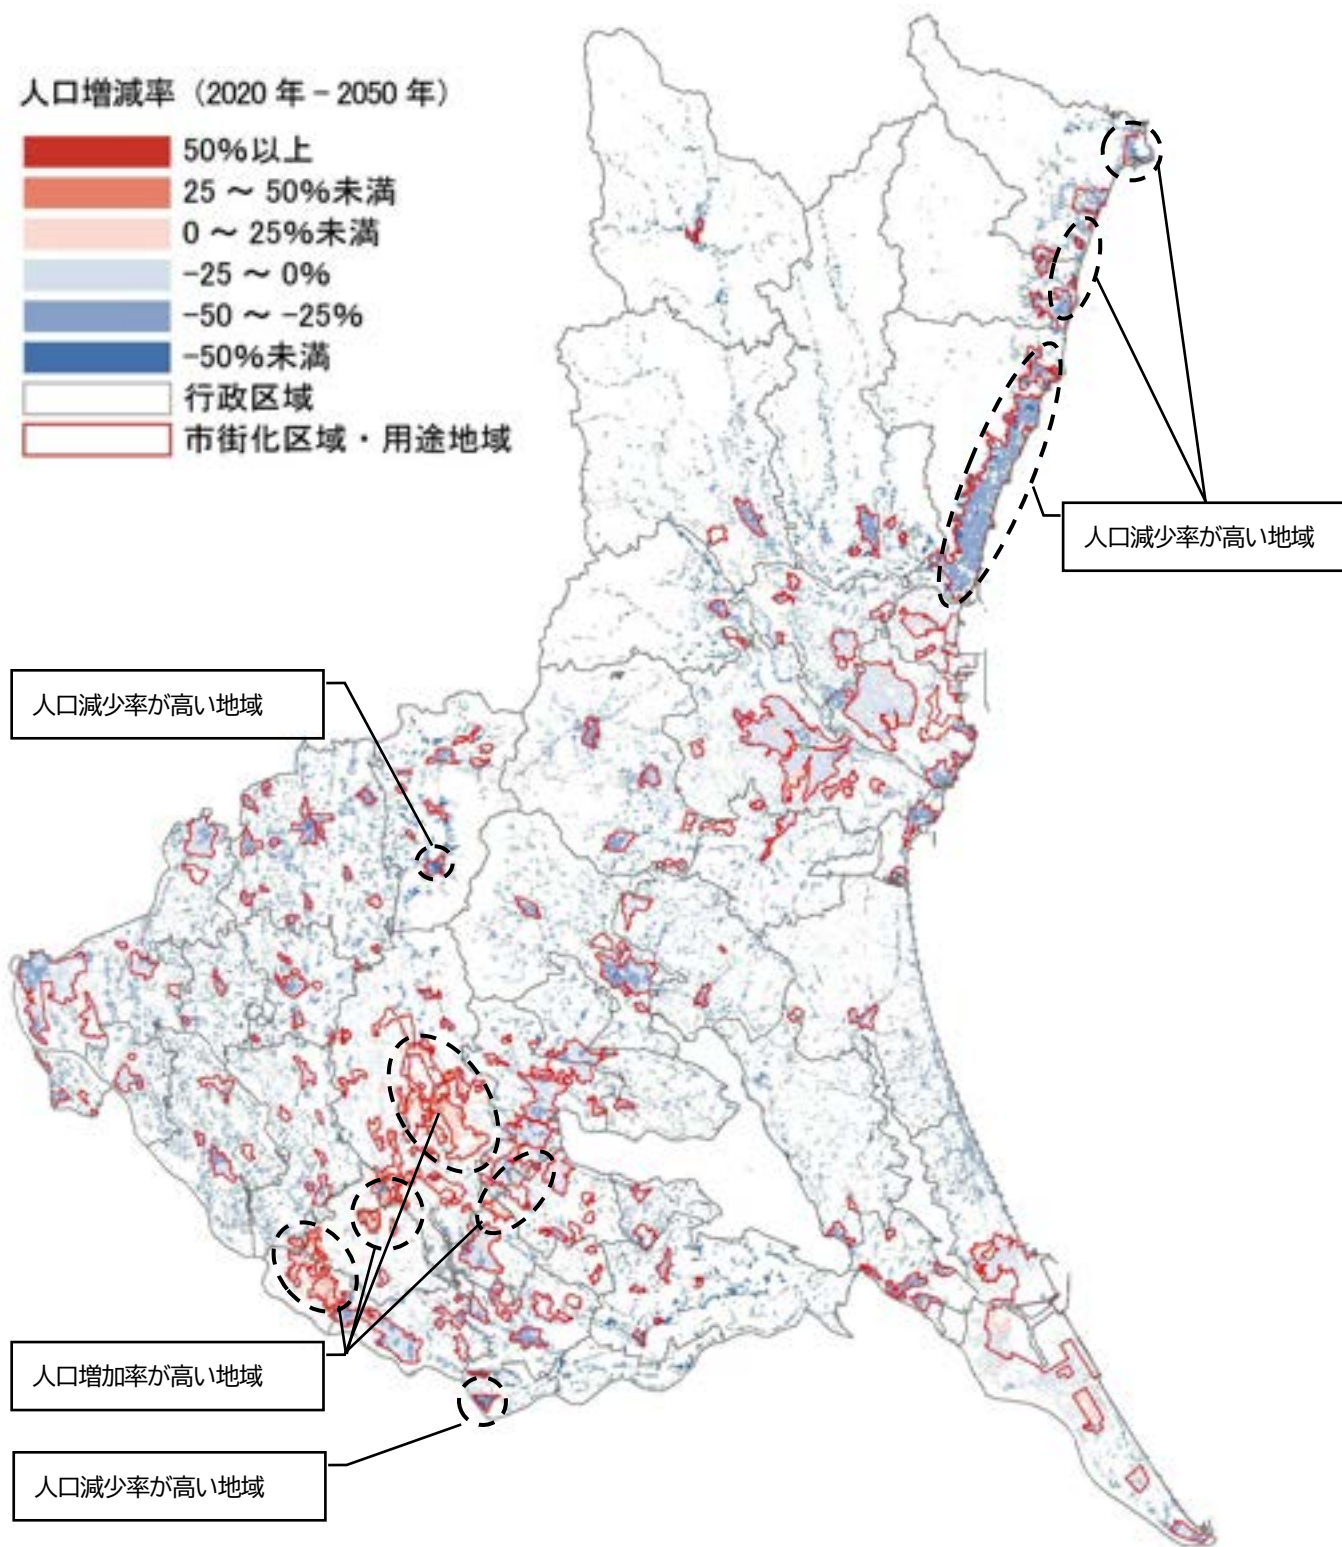 人口増減率（2020 年 − 2050 年）
50%以上
25 ～ 50%未満
0 ～ 25%未満
−25 ～ 0%
−50 ～ −25%
−50%未満
行政区域
市街化区域・用途地域
人口減少率が高い地域
人口減少率が高い地域
人口増加率が高い地域
人口減少率が高い地域